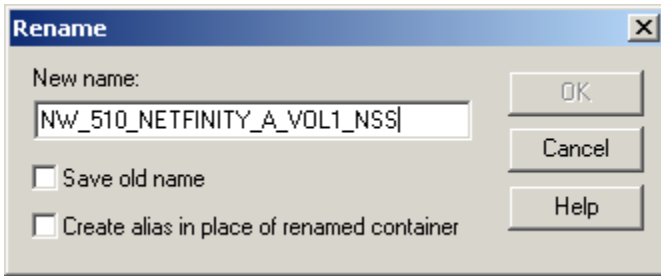 Rename
New name:
OK
NW_510_NETFINITY_A_VOL1_NSS
Cancel
Save old name
Help
Create alias in place of renamed container